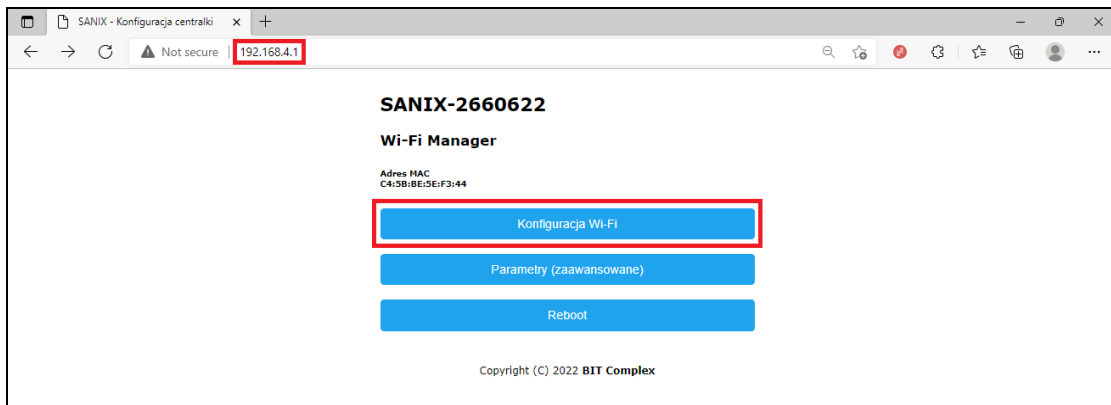 SANIX - Konfiguracja centralki
Not secure
192.168.4.1
SANIX-2660622
Wi-Fi Manager
Adres MAC
C4:5B:BE:5E:F3:44
Konfiguracja Wi-Fi
Parametry (zaawansowane)
Reboot
Copyright (C) 2022 BIT Complex